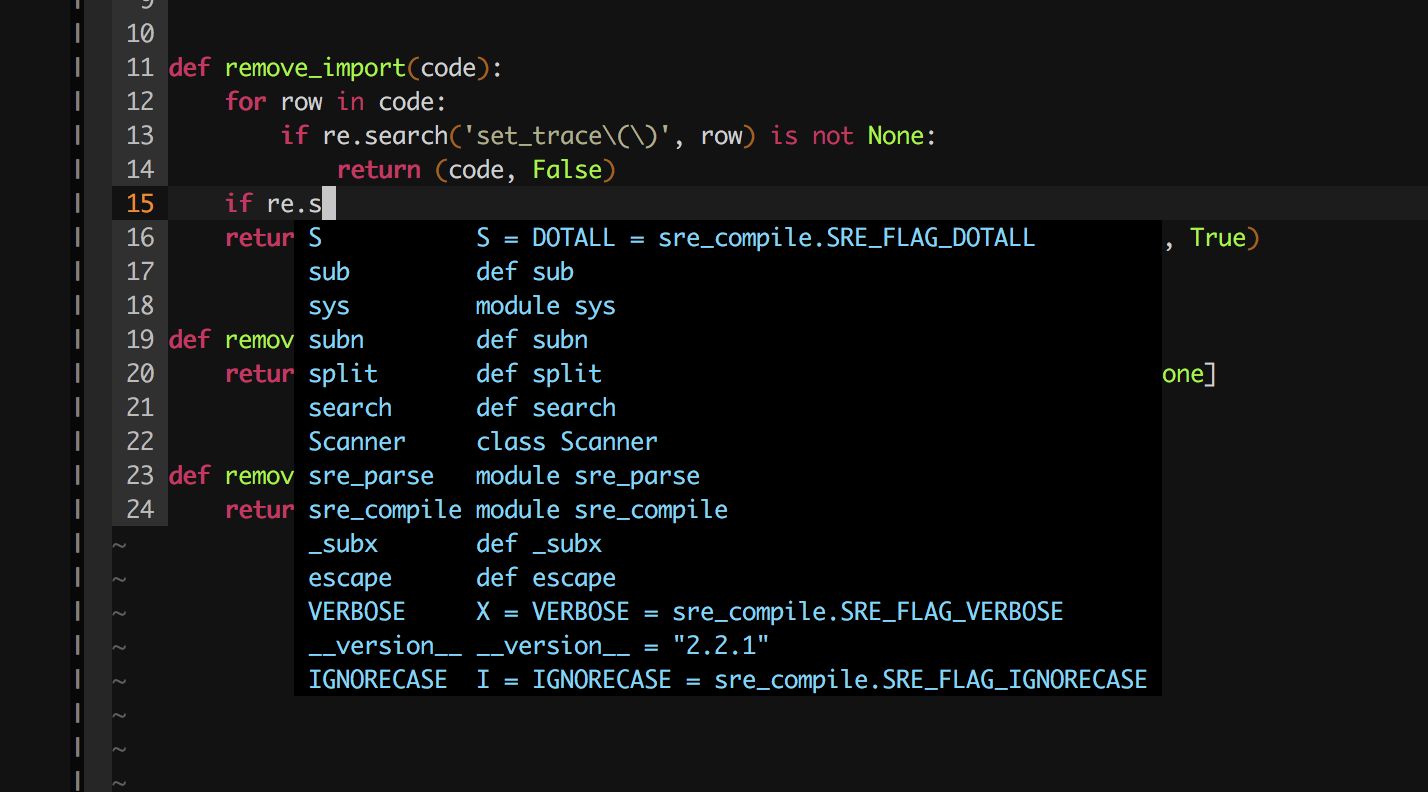 9
10
11 def remove_import(code):
12     for row in code:
13         if re.search('set_trace\(\)', row) is not None:
14             return (code, False)
15     if re.s
16     retur S           S = DOTALL = sre_compile.SRE_FLAG_DOTALL         , True)
17           sub         def sub
18           sys         module sys
19 def remov subn        def subn
20     retur split       def split                                        one]
21           search      def search
22           Scanner     class Scanner
23 def remov sre_parse   module sre_parse
24     retur sre_compile module sre_compile
~             _subx       def _subx
~             escape      def escape
~             VERBOSE     X = VERBOSE = sre_compile.SRE_FLAG_VERBOSE
~             __version__ __version__ = "2.2.1"
~             IGNORECASE  I = IGNORECASE = sre_compile.SRE_FLAG_IGNORECASE
~
~
~